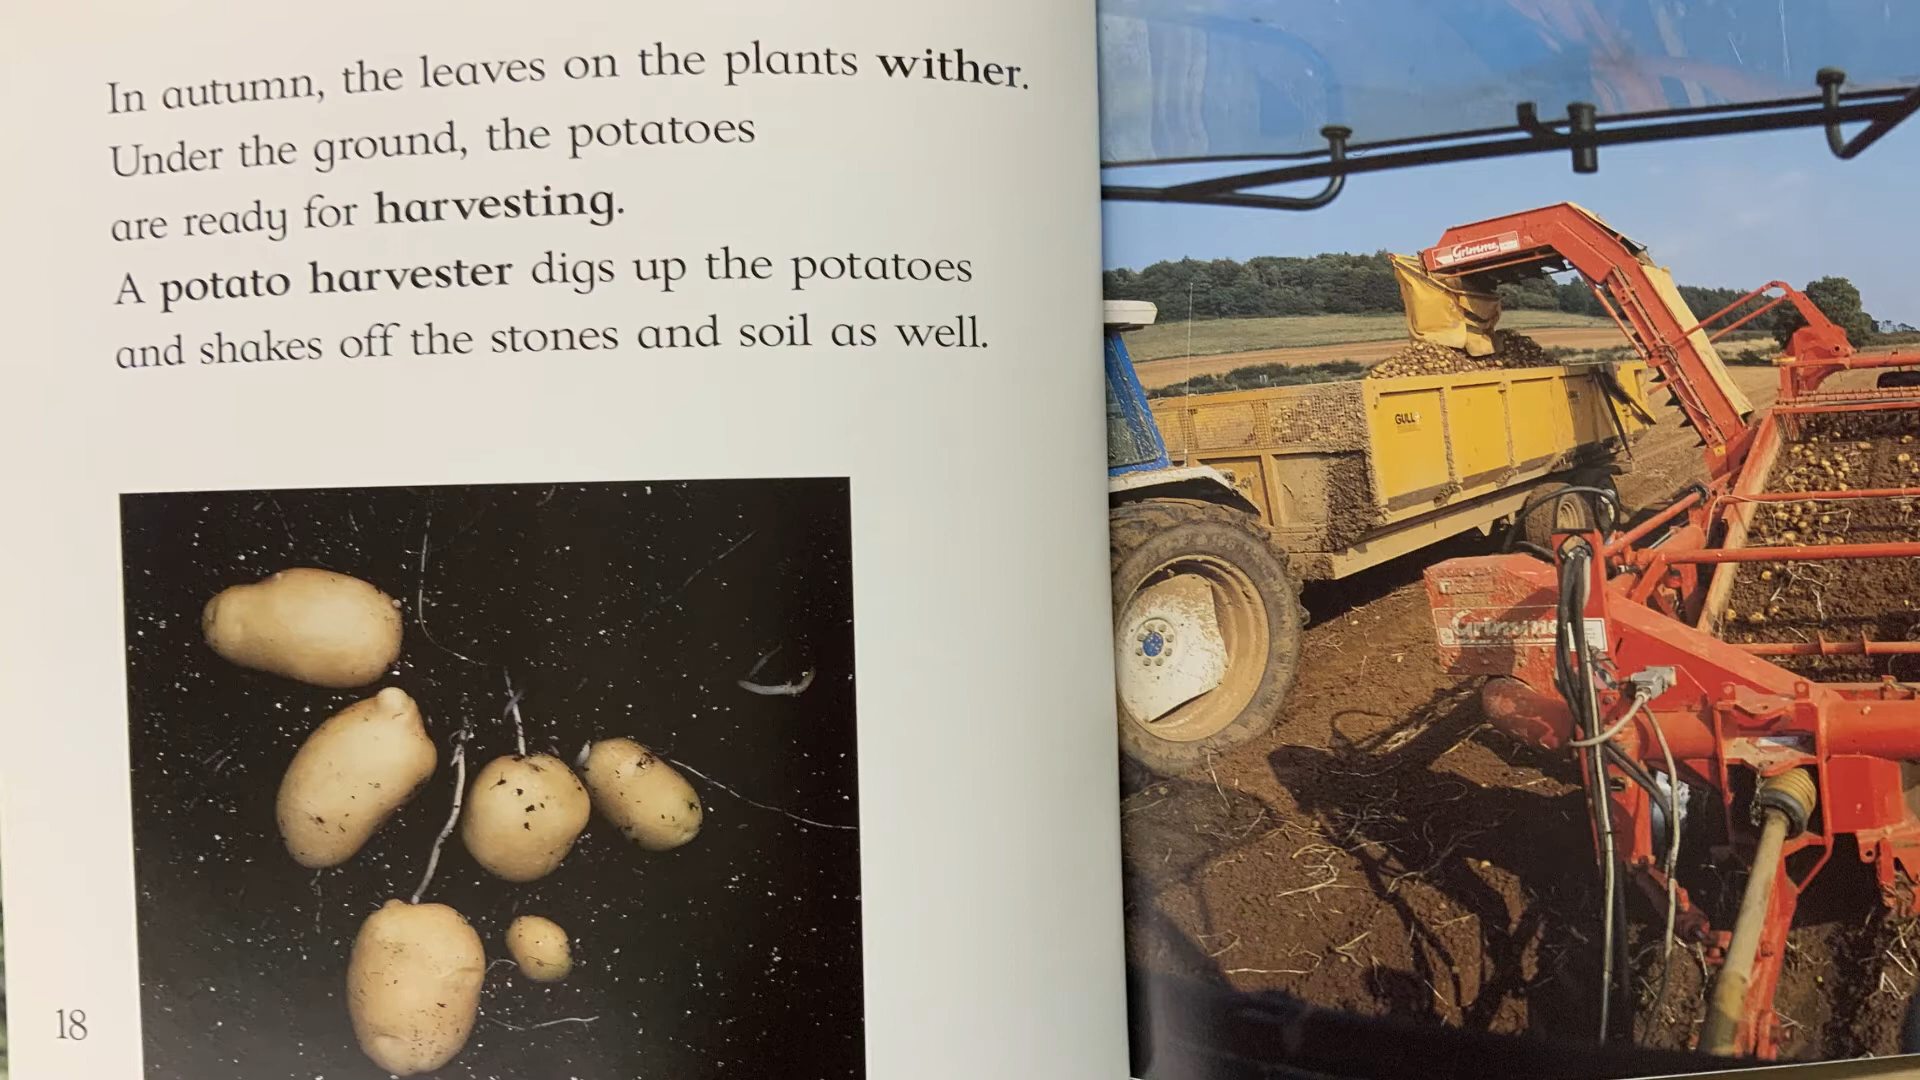 In autumn, the leaves on the plants wither.
Under the ground, the potatoes
are ready for harvesting.
A potato harvester digs up the potatoes
and shakes off the stones and soil as well.
18
Grimme
GULL
Grimme